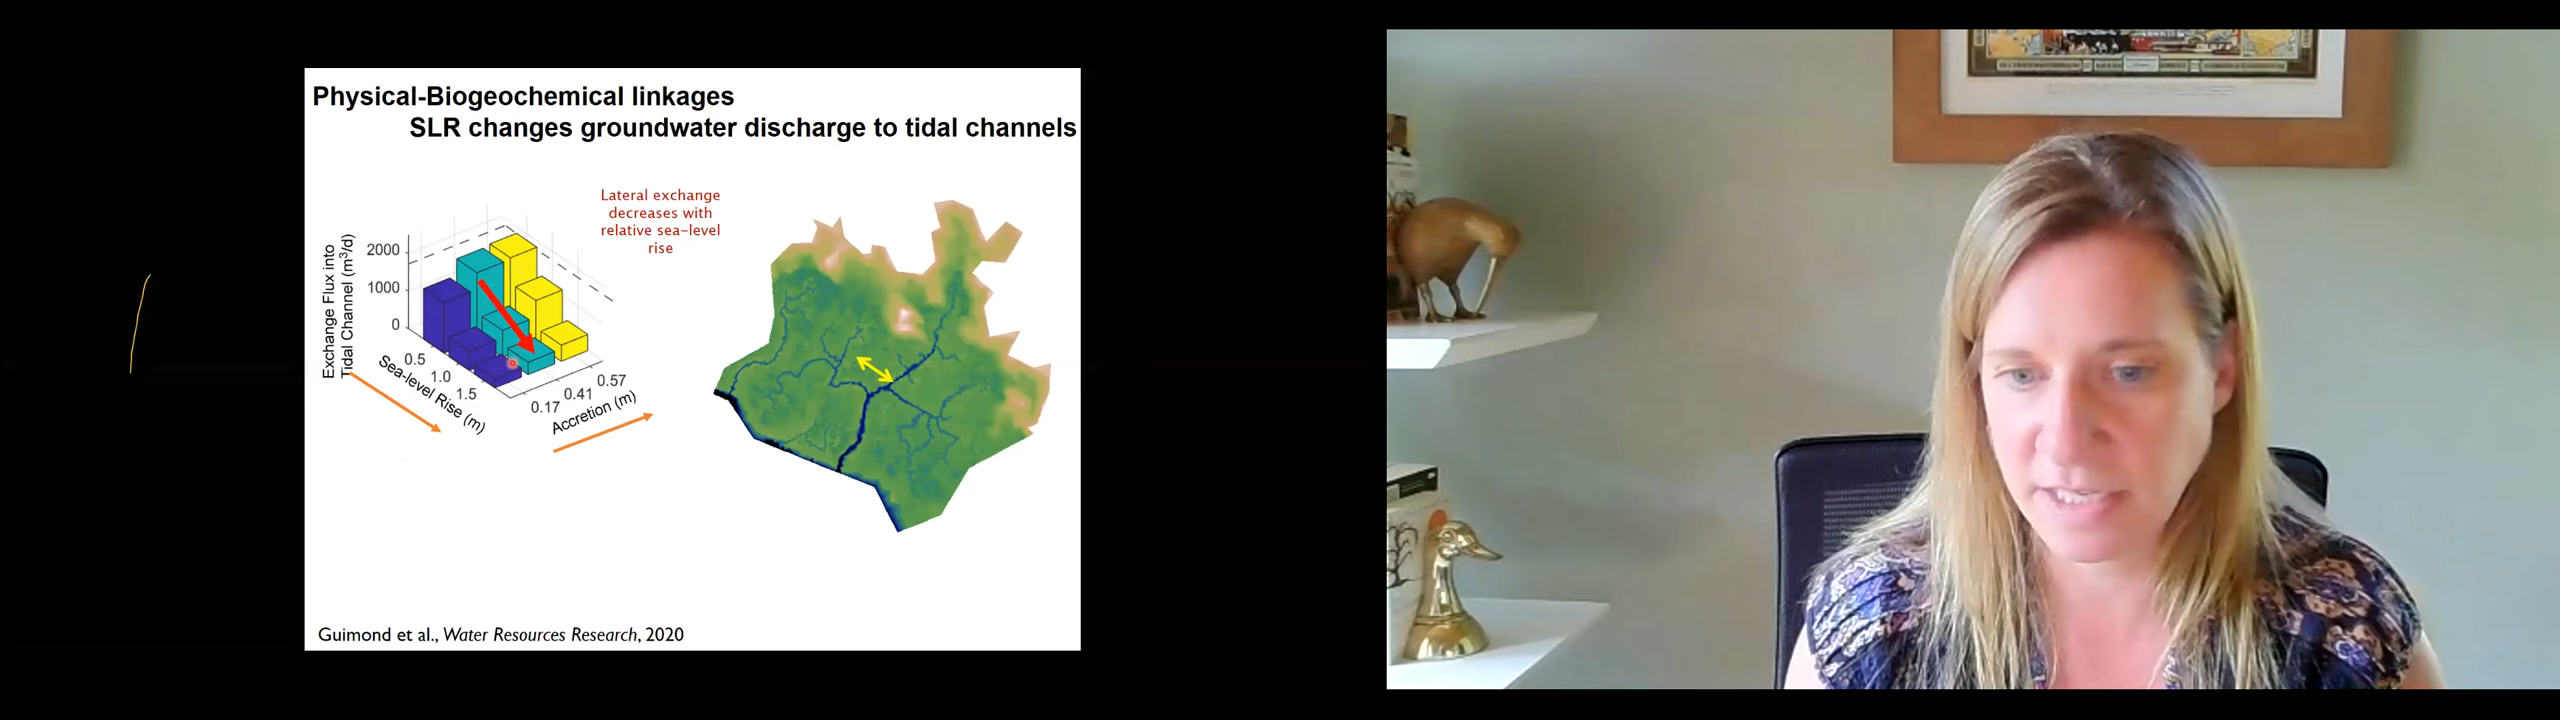 Physical-Biogeochemical linkages
SLR changes groundwater discharge to tidal channels
Lateral exchange
decreases with
relative sea-level
rise
Exchange Flux into
Tidal Channel (m³/d)
2000
1000
0
0.5
1.0
1.5
Sea-level Rise (m)
0.17
0.41
0.57
Accretion (m)
Guimond et al., Water Resources Research, 2020